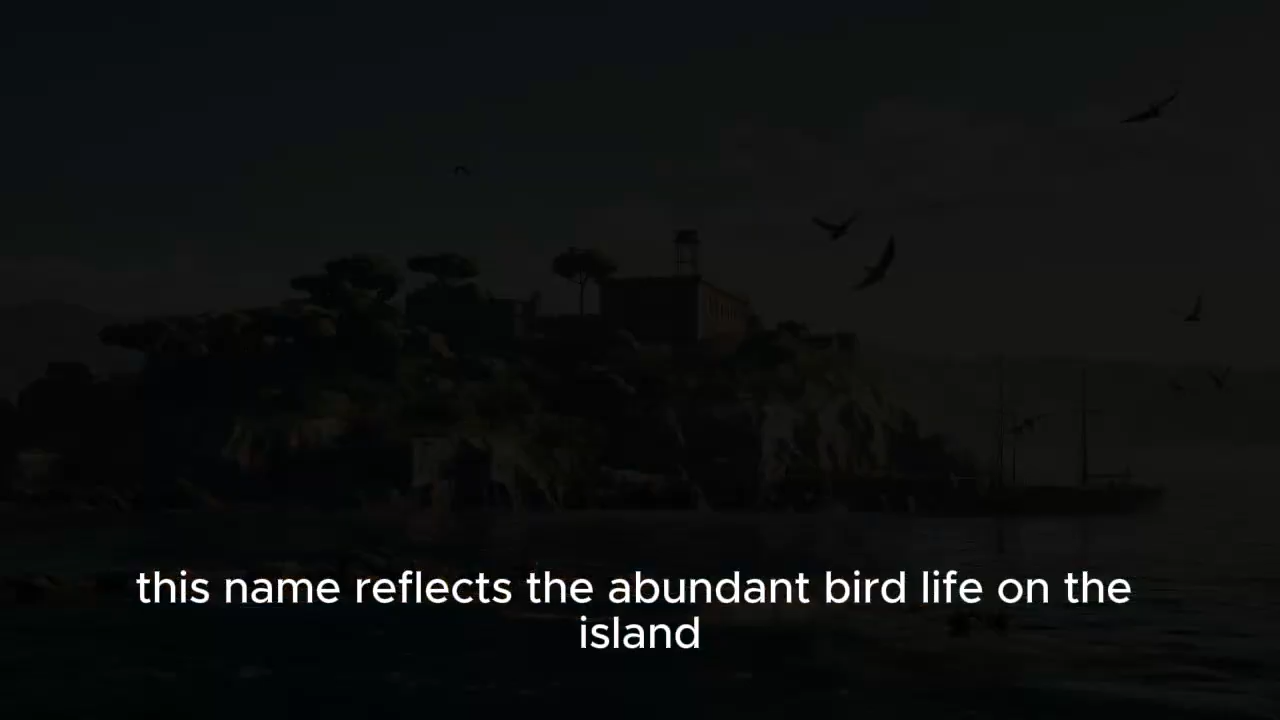 this name reflects the abundant bird life on the
island